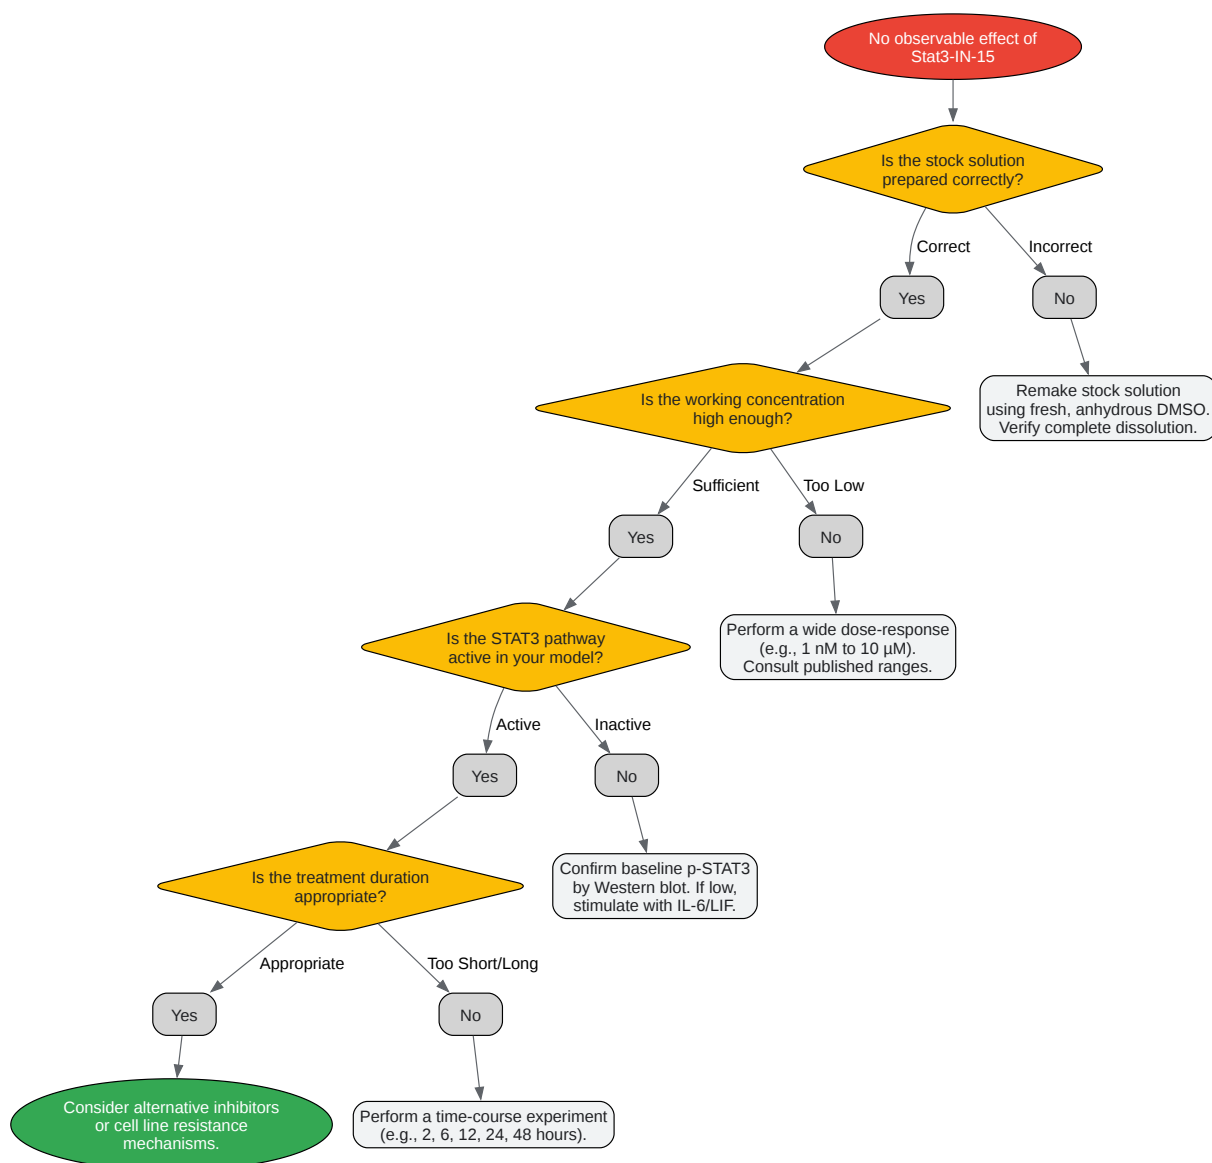 No observable effect of
Stat3-IN-15
Is the stock solution
prepared correctly?
Correct
Incorrect
Yes
No
Is the working concentration
high enough?
Remake stock solution
using fresh, anhydrous DMSO.
Verify complete dissolution.
Sufficient
Too Low
Yes
No
Is the STAT3 pathway
active in your model?
Perform a wide dose-response
(e.g., 1 nM to 10 µM).
Consult published ranges.
Active
Inactive
Yes
No
Is the treatment duration
appropriate?
Confirm baseline p-STAT3
by Western blot. If low,
stimulate with IL-6/LIF.
Appropriate
Too Short/Long
Yes
No
Consider alternative inhibitors
or cell line resistance
mechanisms.
Perform a time-course experiment
(e.g., 2, 6, 12, 24, 48 hours).